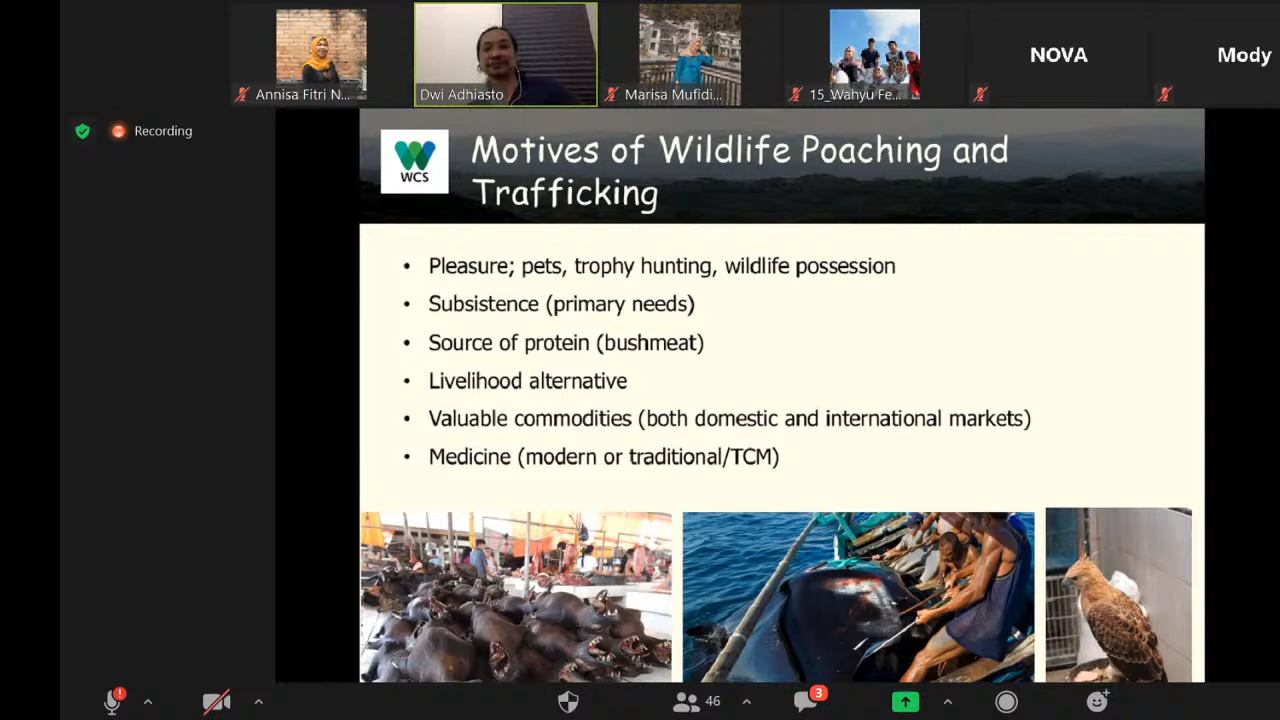 NOVA
Mody
Annisa Fitri N...
Dwi Adhiasto
Marisa Mufidi...
15_Wahyu Fe...
Recording
WCS
Motives of Wildlife Poaching and
Trafficking
• Pleasure; pets, trophy hunting, wildlife possession
• Subsistence (primary needs)
• Source of protein (bushmeat)
• Livelihood alternative
• Valuable commodities (both domestic and international markets)
• Medicine (modern or traditional/TCM)
46
3